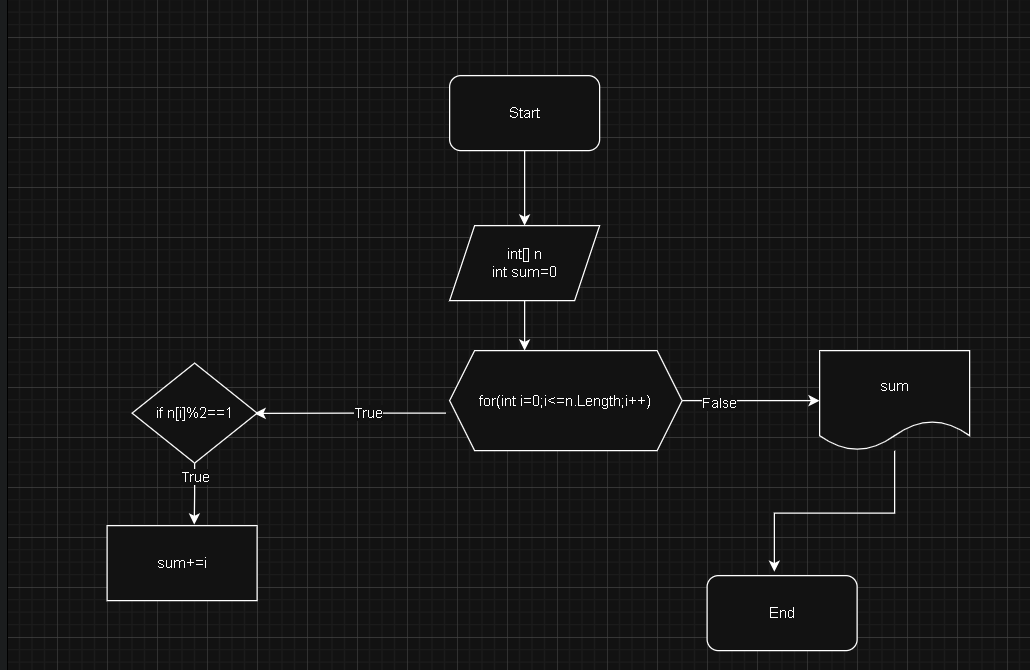 Start
int[] n
int sum=0
for(int i=0;i<=n.Length;i++)
True
False
if n[i]%2==1
True
sum+=i
sum
End